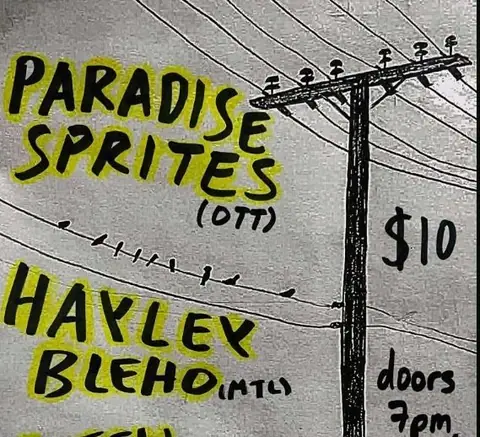 PARADISE
SPRITES
(OTT)
$10
HAYLEY
BLEHO (MTL)
doors
7pm